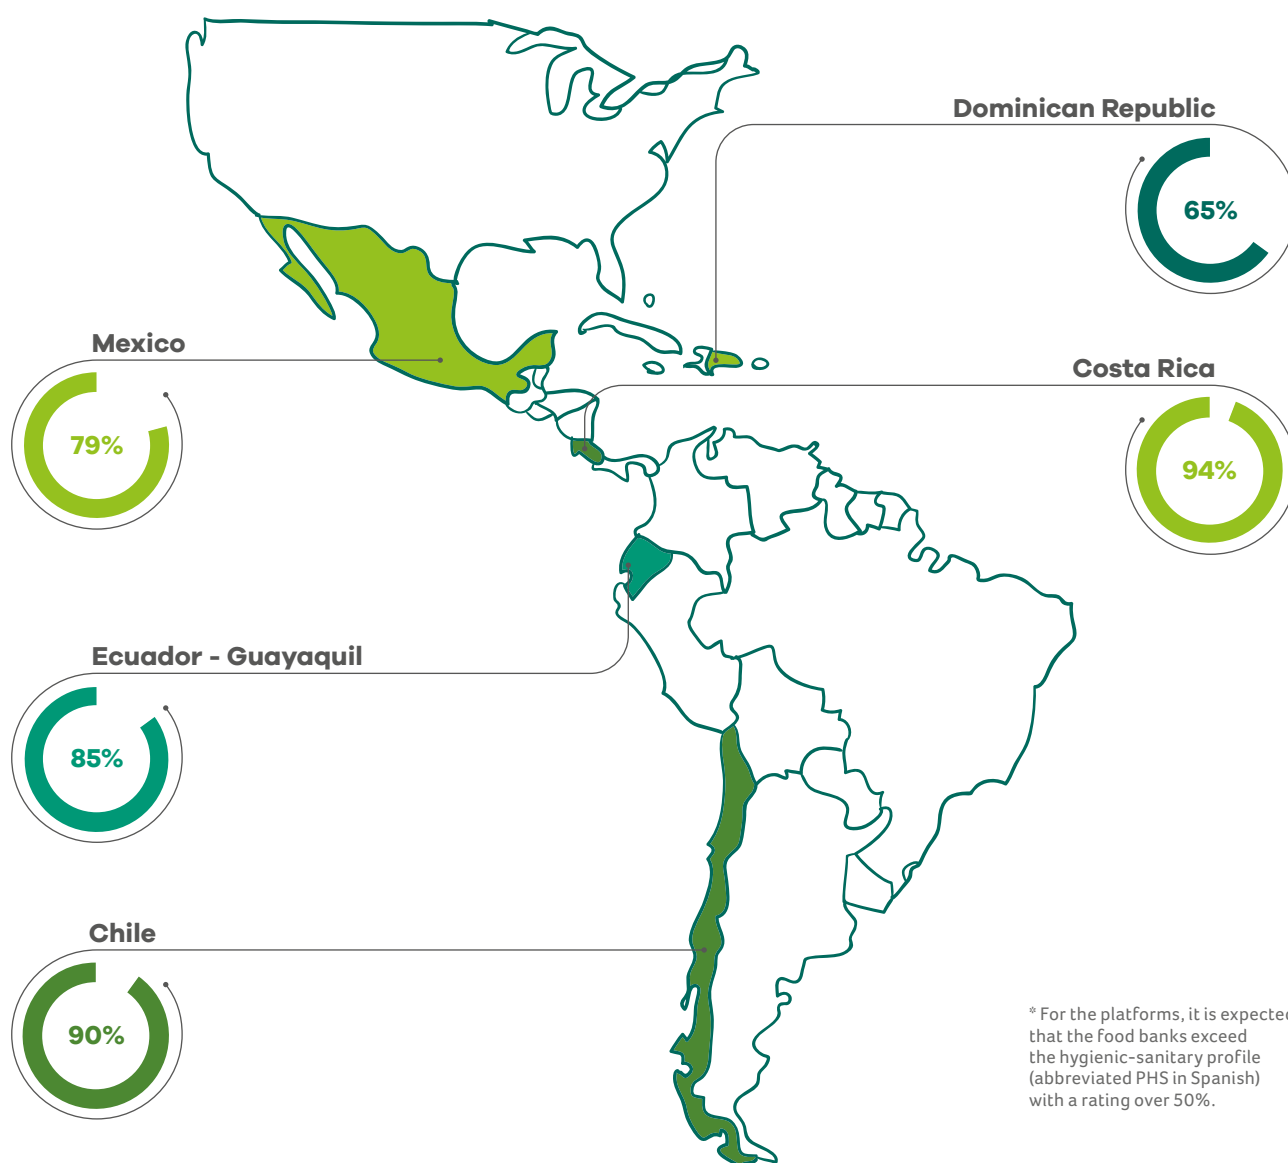 Dominican Republic
65%
Mexico
79%
Costa Rica
94%
Ecuador - Guayaquil
85%
Chile
90%
* For the platforms, it is expected
that the food banks exceed
the hygienic-sanitary profile
(abbreviated PHS in Spanish)
with a rating over 50%.